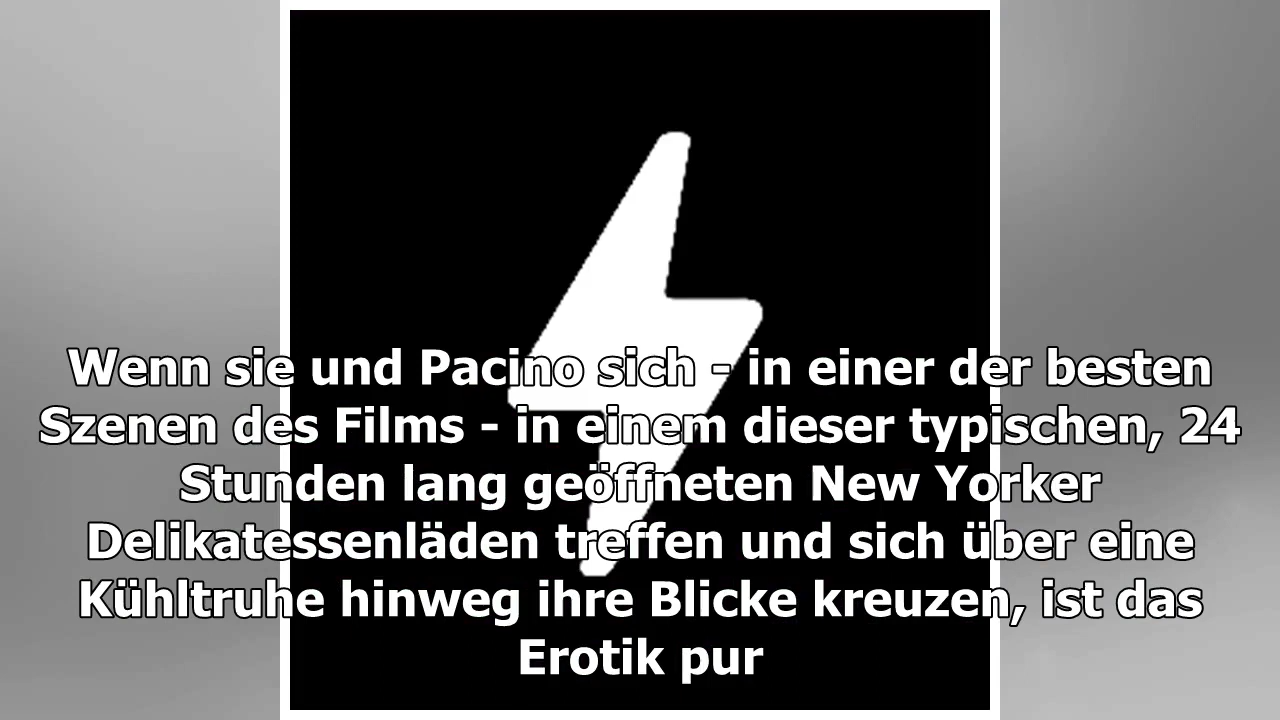 Wenn sie und Pacino sich - in einer der besten
Szenen des Films - in einem dieser typischen, 24
Stunden lang geöffneten New Yorker
Delikatessenläden treffen und sich über eine
Kühltruhe hinweg ihre Blicke kreuzen, ist das
Erotik pur